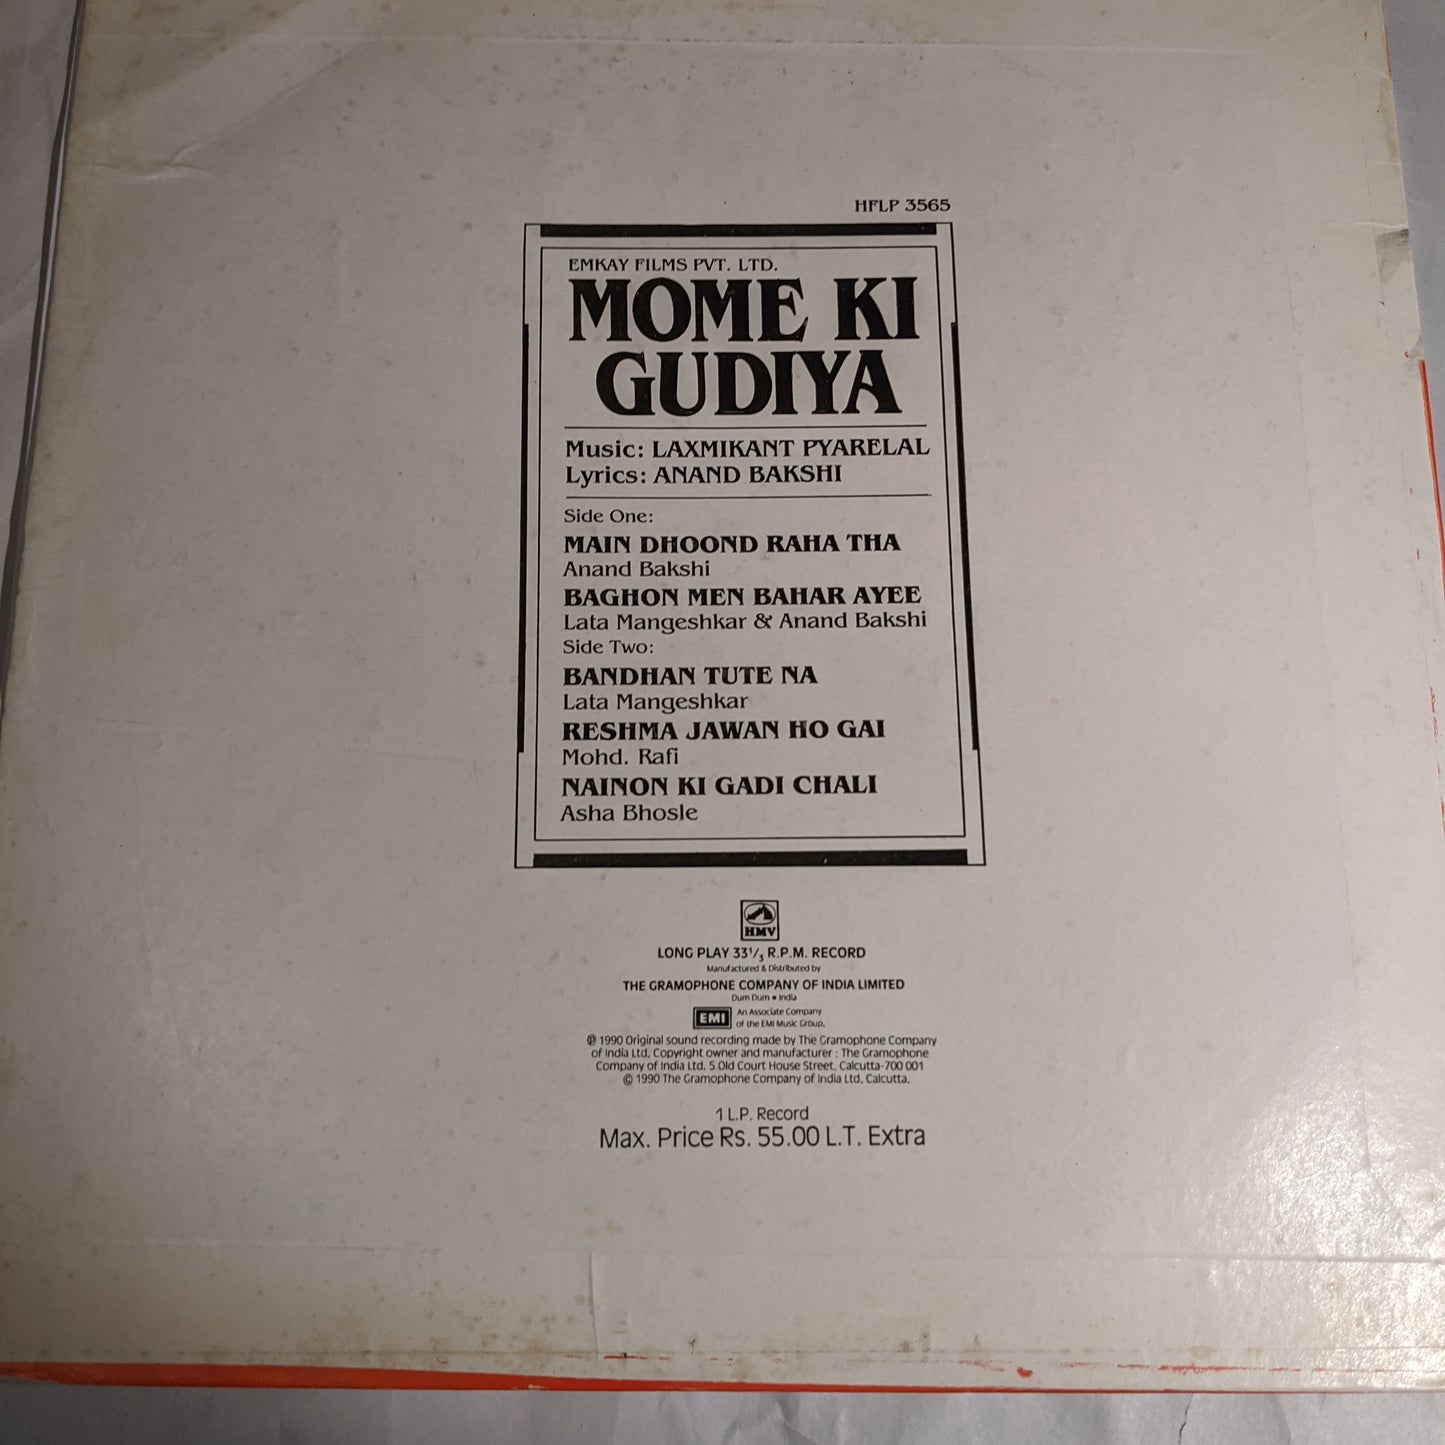 HFLP 3565
EMKAY FILMS PVT. LTD.
MOME KI
GUDIYA
Music: LAXMIKANT PYARELAL
Lyrics: ANAND BAKSHI
Side One:
MAIN DHOOND RAHA THA
Anand Bakshi
BAGHON MEN BAHAR AYEE
Lata Mangeshkar & Anand Bakshi
Side Two:
BANDHAN TUTE NA
Lata Mangeshkar
RESHMA JAWAN HO GAI
Mohd. Rafi
NAINON KI GADI CHALI
Asha Bhosle
HMV
LONG PLAY 33⅓ R.P.M. RECORD
Manufactured & Distributed by
THE GRAMOPHONE COMPANY OF INDIA LIMITED
Dum Dum • India
EMI An Associate Company
of the EMI Music Group.
℗ 1990 Original sound recording made by The Gramophone Company
of India Ltd. Copyright owner and manufacturer : The Gramophone
Company of India Ltd. 5 Old Court House Street, Calcutta-700 001
© 1990 The Gramophone Company of India Ltd. Calcutta.
1 L.P. Record
Max. Price Rs. 55.00 L.T. Extra